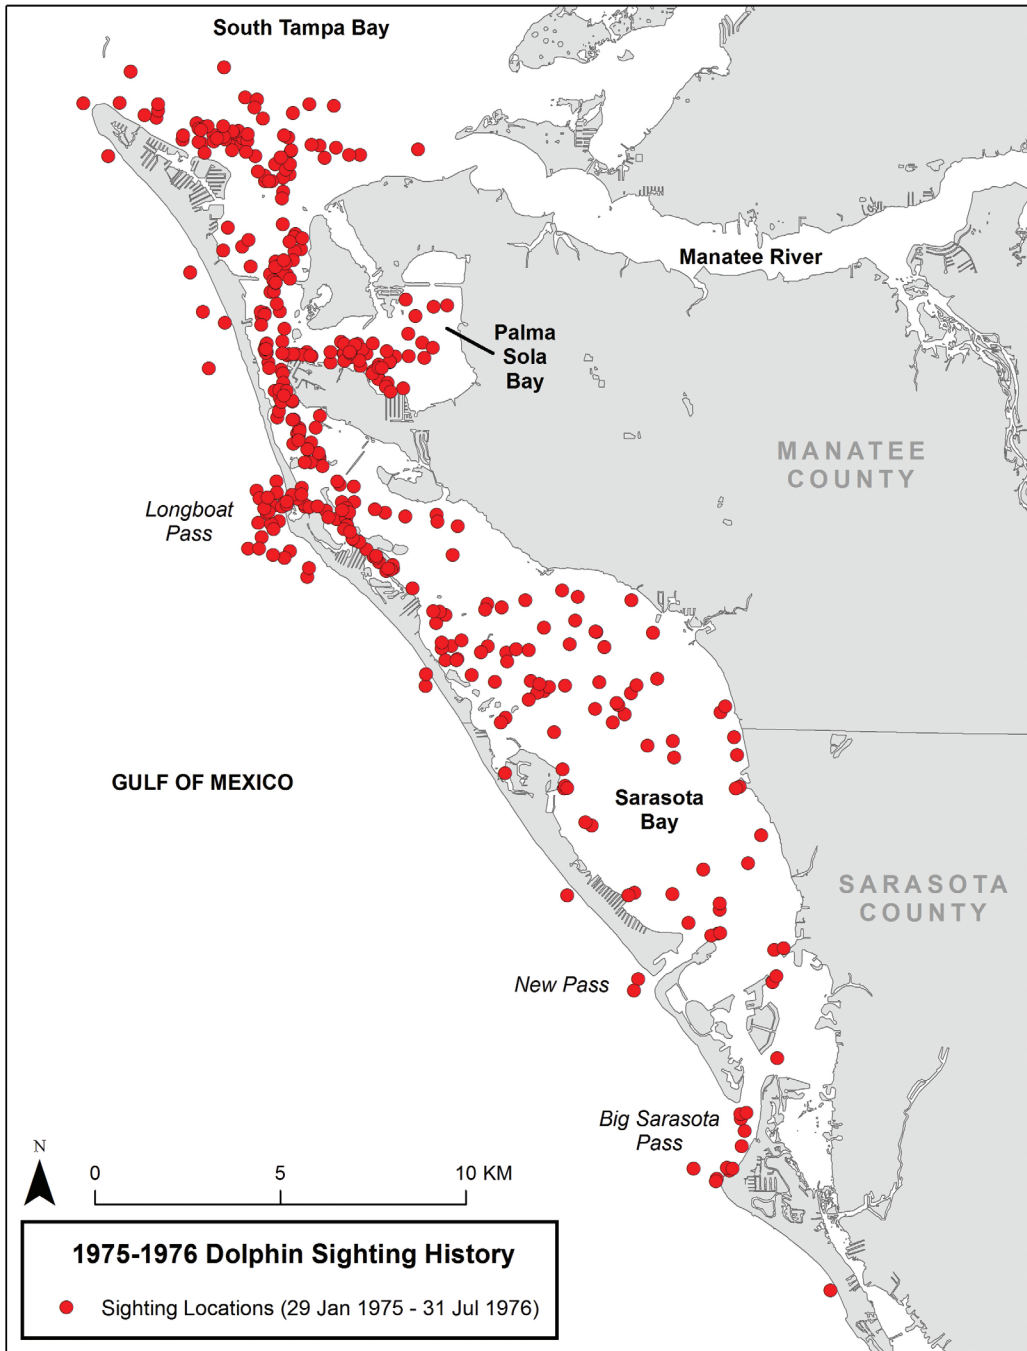 South Tampa Bay
Manatee River
Palma
Sola
Bay
MANATEE
COUNTY
Longboat
Pass
GULF OF MEXICO
Sarasota
Bay
SARASOTA
COUNTY
New Pass
Big Sarasota
Pass
N
0 5 10 KM
1975-1976 Dolphin Sighting History
Sighting Locations (29 Jan 1975 - 31 Jul 1976)